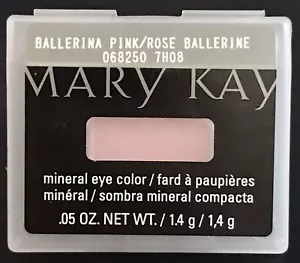 BALLERINA PINK/ROSE BALLERINE
068250 7H08
MARY KAY
mineral eye color / fard à paupières
minéral / sombra mineral compacta
.05 OZ. NET WT. / 1.4 g / 1,4 g